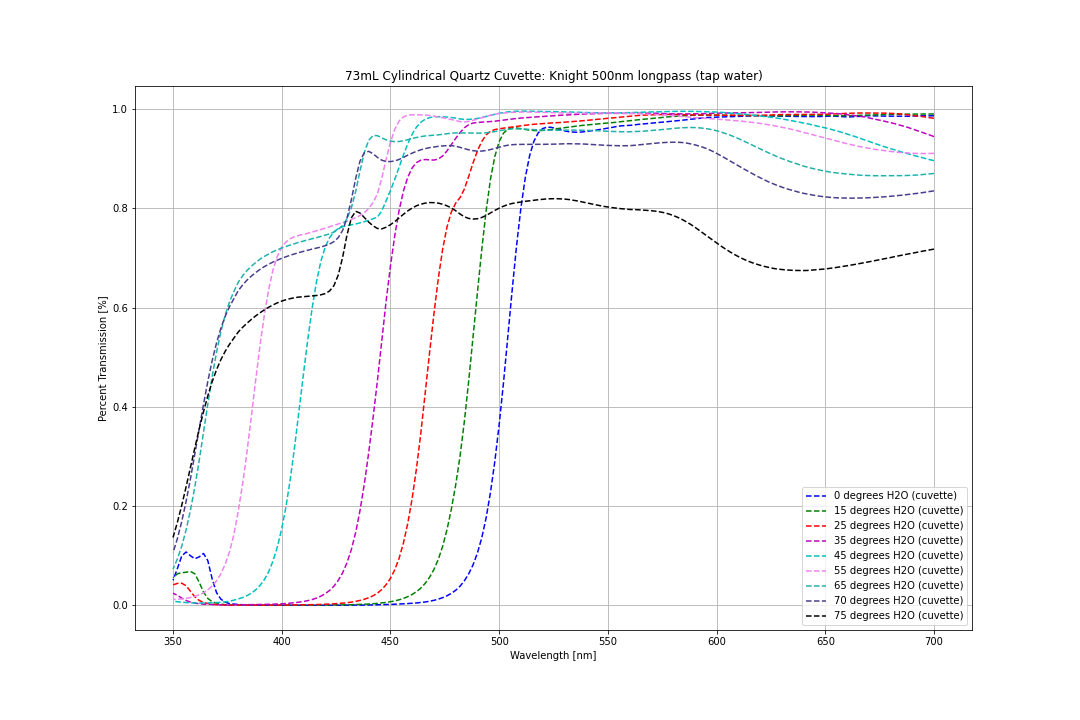 73mL Cylindrical Quartz Cuvette: Knight 500nm longpass (tap water)
Percent Transmission [%]
1.0
0.8
0.6
0.4
0.2
0.0
0 degrees H2O (cuvette)
15 degrees H2O (cuvette)
25 degrees H2O (cuvette)
35 degrees H2O (cuvette)
45 degrees H2O (cuvette)
55 degrees H2O (cuvette)
65 degrees H2O (cuvette)
70 degrees H2O (cuvette)
75 degrees H2O (cuvette)
350 400 450 500 550 600 650 700
Wavelength [nm]